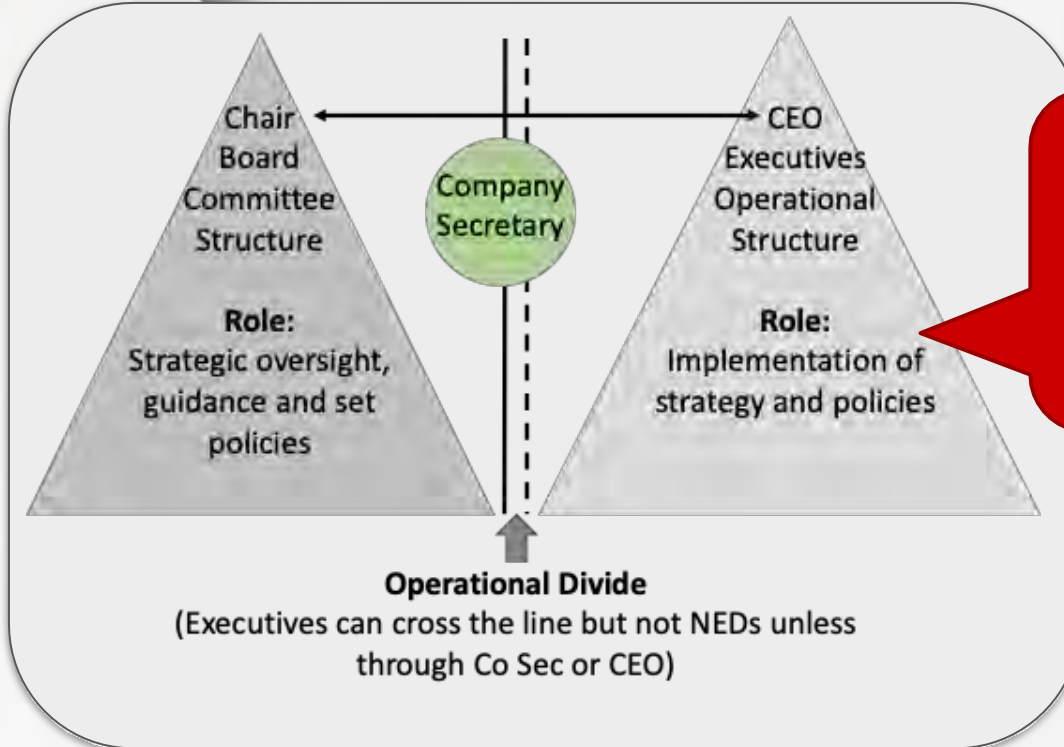 Chair
Board
Committee
Structure
Role:
Strategic oversight,
guidance and set
policies
Company
Secretary
CEO
Executives
Operational
Structure
Role:
Implementation of
strategy and policies
Operational Divide
(Executives can cross the line but not NEDs unless
through Co Sec or CEO)